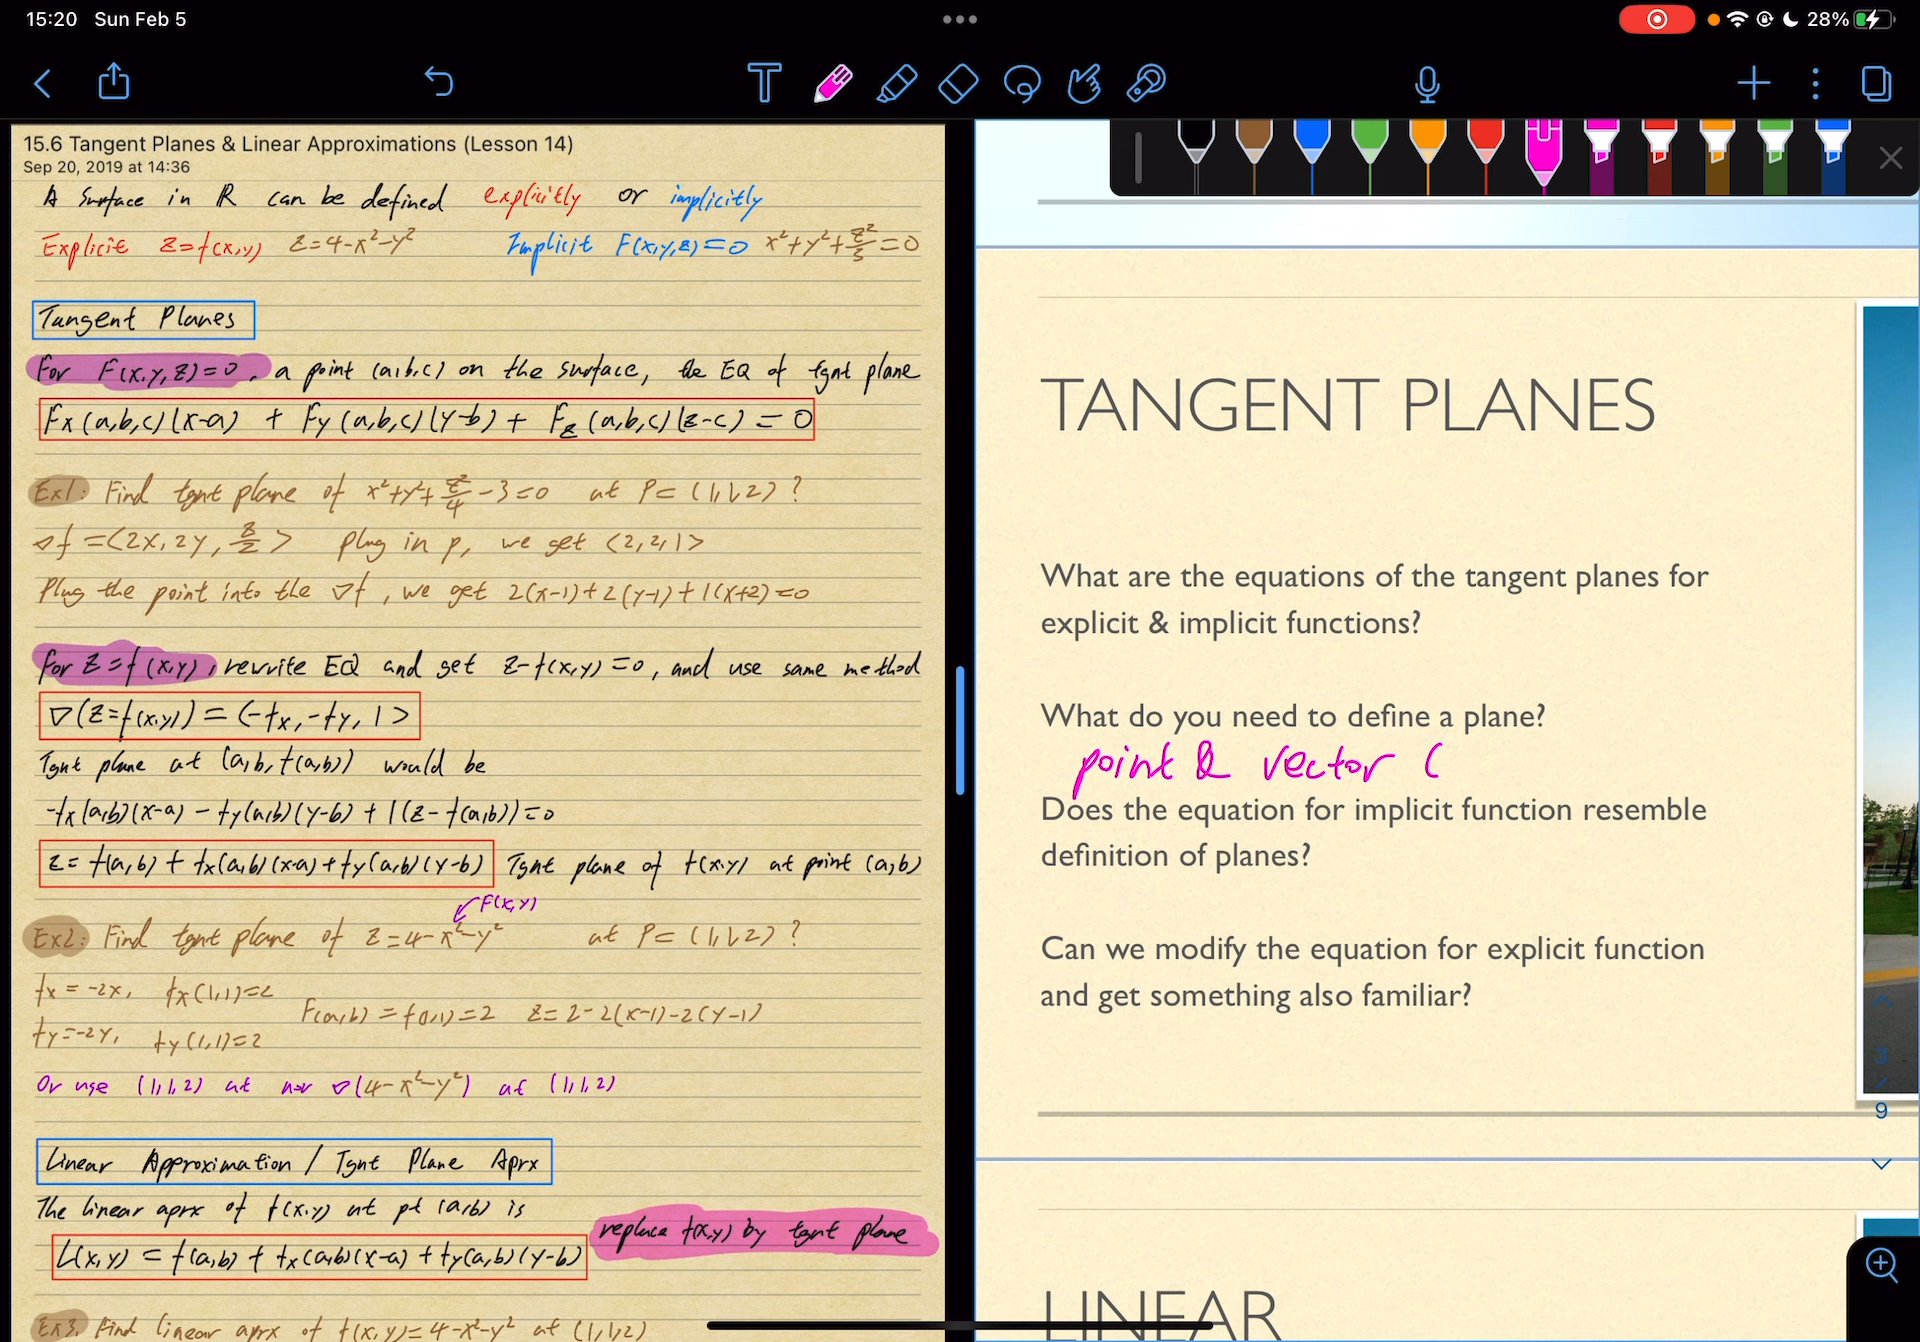 15:20 Sun Feb 5
28%
15.6 Tangent Planes & Linear Approximations (Lesson 14)
Sep 20, 2019 at 14:36
A Surface in R can be defined explicitly or implicitly
Explicit z=f(x,y) z=4-x²-y² Implicit F(x,y,z)=0 x²+y²+z²/5=0
Tangent Planes
For F(x,y,z)=0, a point (a,b,c) on the surface, the EQ of tgnt plane
Fx(a,b,c)(x-a) + Fy(a,b,c)(y-b) + Fz(a,b,c)(z-c) = 0
Ex1: Find tgnt plane of x²+y²+z²/4-3=0 at P=(1,1,2)?
∇f=<2x,2y,z/2> plug in p, we get <2,2,1>
Plug the point into the ∇f, we get 2(x-1)+2(y-1)+1(x+2)=0
For z=f(x,y), rewrite EQ and get z-f(x,y)=0, and use same method
∇(z=f(x,y))=<-fx,-fy,1>
Tgnt plane at (a,b,f(a,b)) would be
-fx(a,b)(x-a)-fy(a,b)(y-b)+1(z-f(a,b))=0
z=f(a,b)+fx(a,b)(x-a)+fy(a,b)(y-b) Tgnt plane of f(x,y) at point (a,b)
F(x,y)
Ex2: Find tgnt plane of z=4-x²-y² at P=(1,1,2)?
fx=-2x, fx(1,1)=2
F(a,b)=f(1,1)=2 z=2-2(x-1)-2(y-1)
fy=-2y, fy(1,1)=2
Or use (1,1,2) at ∇(4-x²-y²) at (1,1,2)
Linear Approximation / Tgnt Plane Aprx
The linear aprx of f(x,y) at pt (a,b) is
replace f(x,y) by tgnt plane
L(x,y)=f(a,b)+fx(a,b)(x-a)+fy(a,b)(y-b)
Ex3. Find linear aprx of f(x,y)=4-x²-y² at (1,1,2)
TANGENT PLANES
What are the equations of the tangent planes for
explicit & implicit functions?
What do you need to define a plane?
point & vector (
Does the equation for implicit function resemble
definition of planes?
Can we modify the equation for explicit function
and get something also familiar?
3
/
9
LINEAR